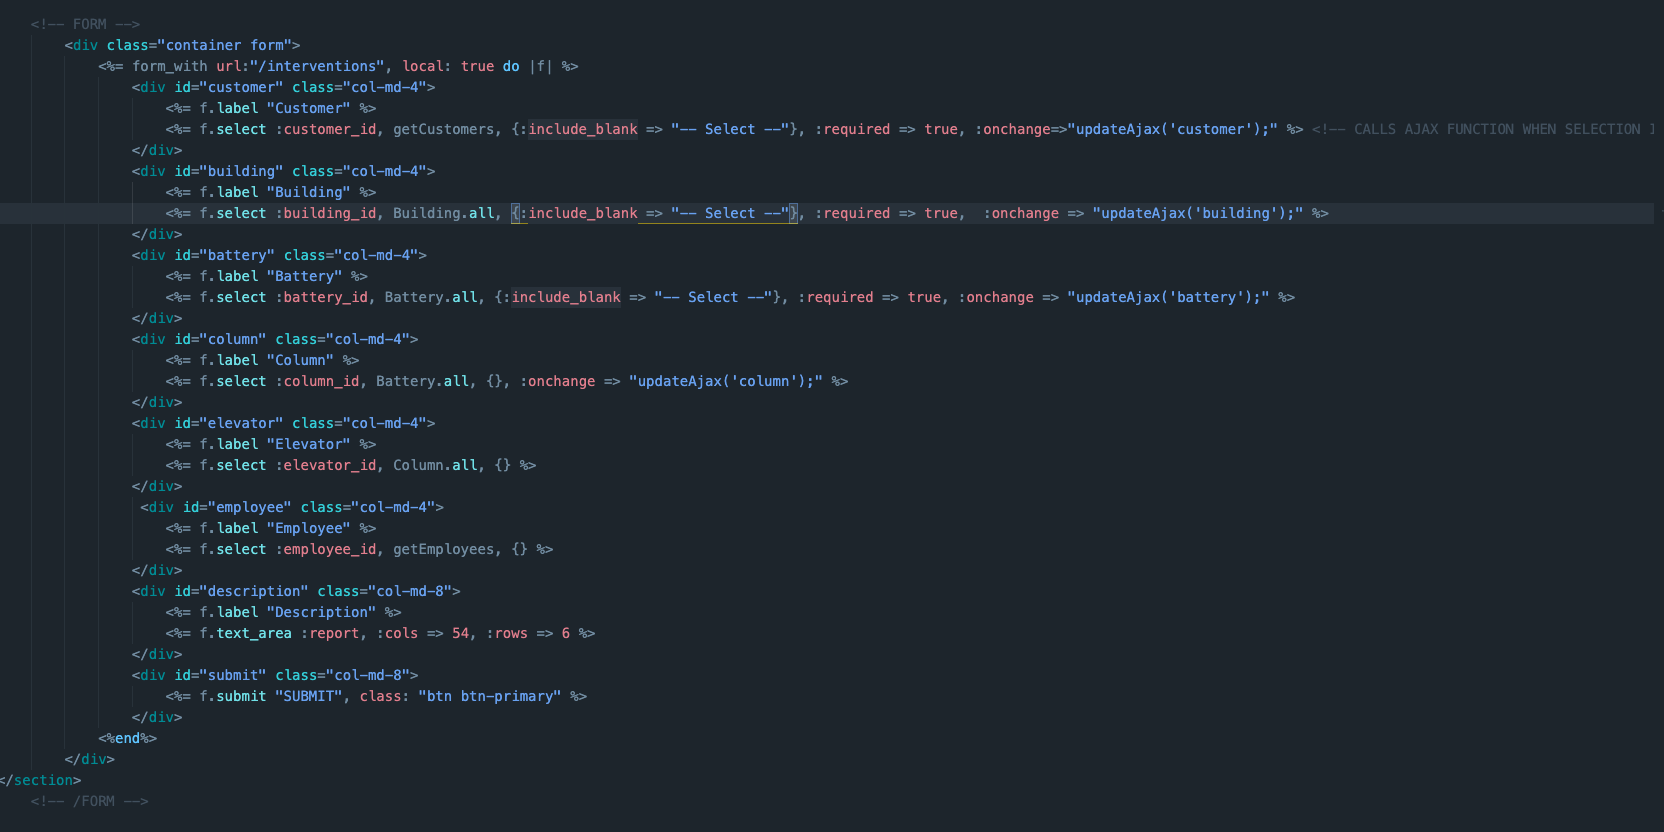 <!-- FORM -->
<div class="container form">
<%= form_with url:"/interventions", local: true do |f| %>
<div id="customer" class="col-md-4">
<%= f.label "Customer" %>
<%= f.select :customer_id, getCustomers, {:include_blank => "-- Select --"}, :required => true, :onchange=>"updateAjax('customer');" %> <!-- CALLS AJAX FUNCTION WHEN SELECTION
</div>
<div id="building" class="col-md-4">
<%= f.label "Building" %>
<%= f.select :building_id, Building.all, {:include_blank => "-- Select --"}, :required => true,  :onchange => "updateAjax('building');" %>
</div>
<div id="battery" class="col-md-4">
<%= f.label "Battery" %>
<%= f.select :battery_id, Battery.all, {:include_blank => "-- Select --"}, :required => true, :onchange => "updateAjax('battery');" %>
</div>
<div id="column" class="col-md-4">
<%= f.label "Column" %>
<%= f.select :column_id, Battery.all, {}, :onchange => "updateAjax('column');" %>
</div>
<div id="elevator" class="col-md-4">
<%= f.label "Elevator" %>
<%= f.select :elevator_id, Column.all, {} %>
</div>
<div id="employee" class="col-md-4">
<%= f.label "Employee" %>
<%= f.select :employee_id, getEmployees, {} %>
</div>
<div id="description" class="col-md-8">
<%= f.label "Description" %>
<%= f.text_area :report, :cols => 54, :rows => 6 %>
</div>
<div id="submit" class="col-md-8">
<%= f.submit "SUBMIT", class: "btn btn-primary" %>
</div>
<%end%>
</div>
</section>
<!-- /FORM -->